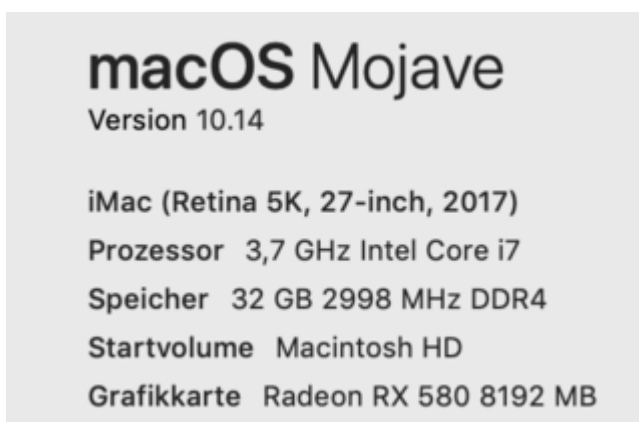 macOS Mojave
Version 10.14
iMac (Retina 5K, 27-inch, 2017)
Prozessor 3,7 GHz Intel Core i7
Speicher 32 GB 2998 MHz DDR4
Startvolume Macintosh HD
Grafikkarte Radeon RX 580 8192 MB